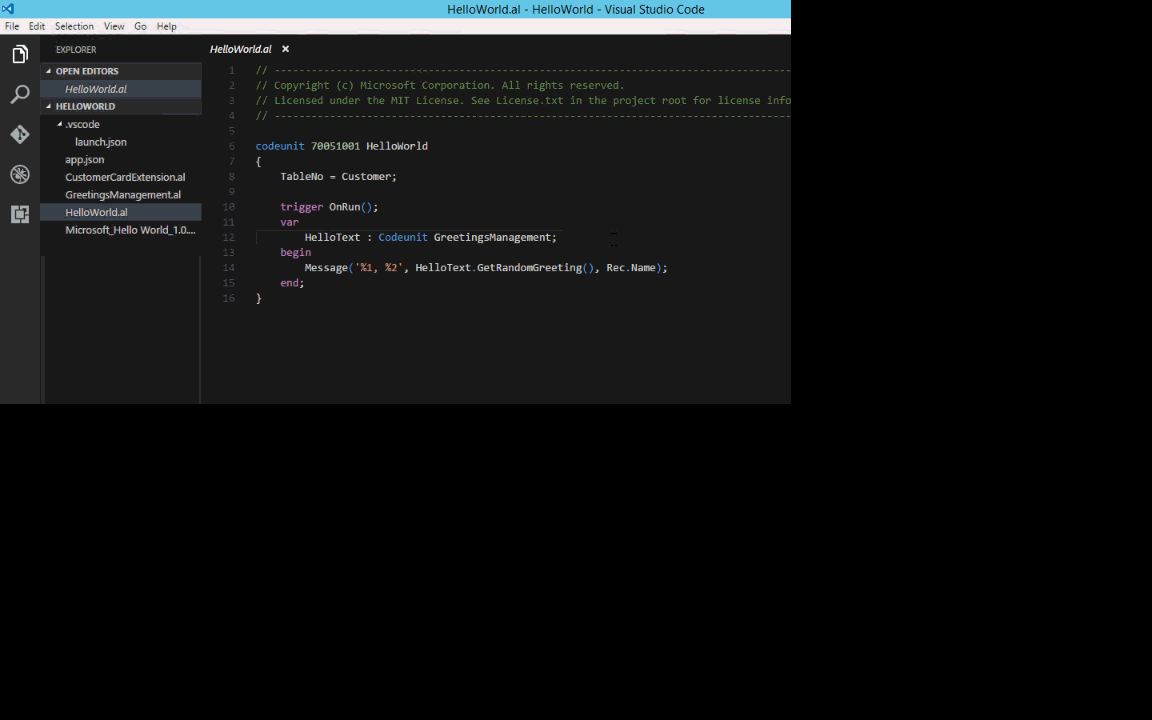 HelloWorld.al - HelloWorld - Visual Studio Code
File Edit Selection View Go Help
EXPLORER
OPEN EDITORS
HelloWorld.al
HELLOWORLD
.vscode
launch.json
app.json
CustomerCardExtension.al
GreetingsManagement.al
HelloWorld.al
Microsoft_Hello World_1.0....
HelloWorld.al ×
1 // -------------------------------------------------------------------------------------
2 // Copyright (c) Microsoft Corporation. All rights reserved.
3 // Licensed under the MIT License. See License.txt in the project root for license info
4 // -------------------------------------------------------------------------------------
5
6 codeunit 70051001 HelloWorld
7 {
8 TableNo = Customer;
9
10 trigger OnRun();
11 var
12 HelloText : Codeunit GreetingsManagement;
13 begin
14 Message('%1, %2', HelloText.GetRandomGreeting(), Rec.Name);
15 end;
16 }